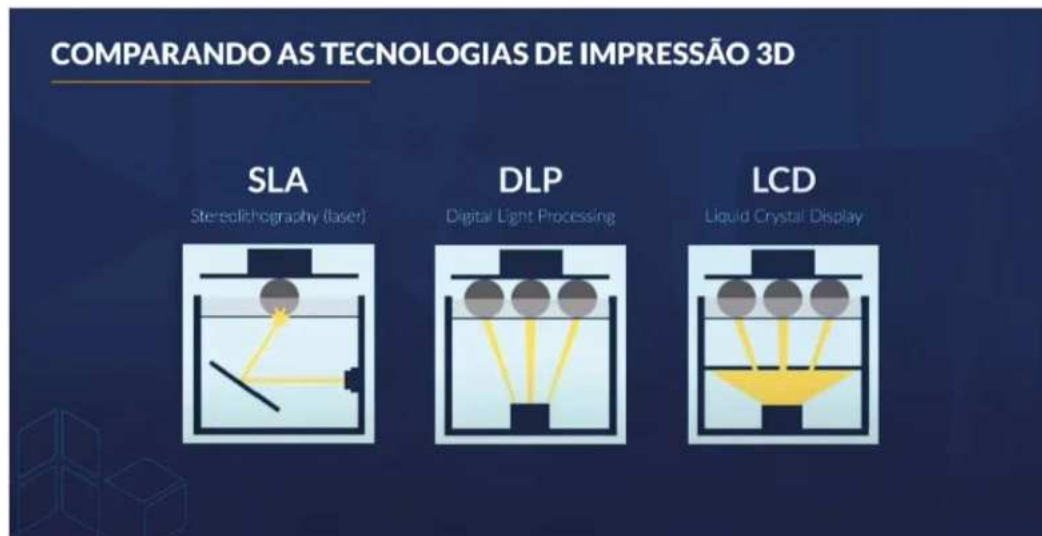 COMPARANDO AS TECNOLOGIAS DE IMPRESSÃO 3D
SLA
Stereolithography (laser)
DLP
Digital Light Processing
LCD
Liquid Crystal Display